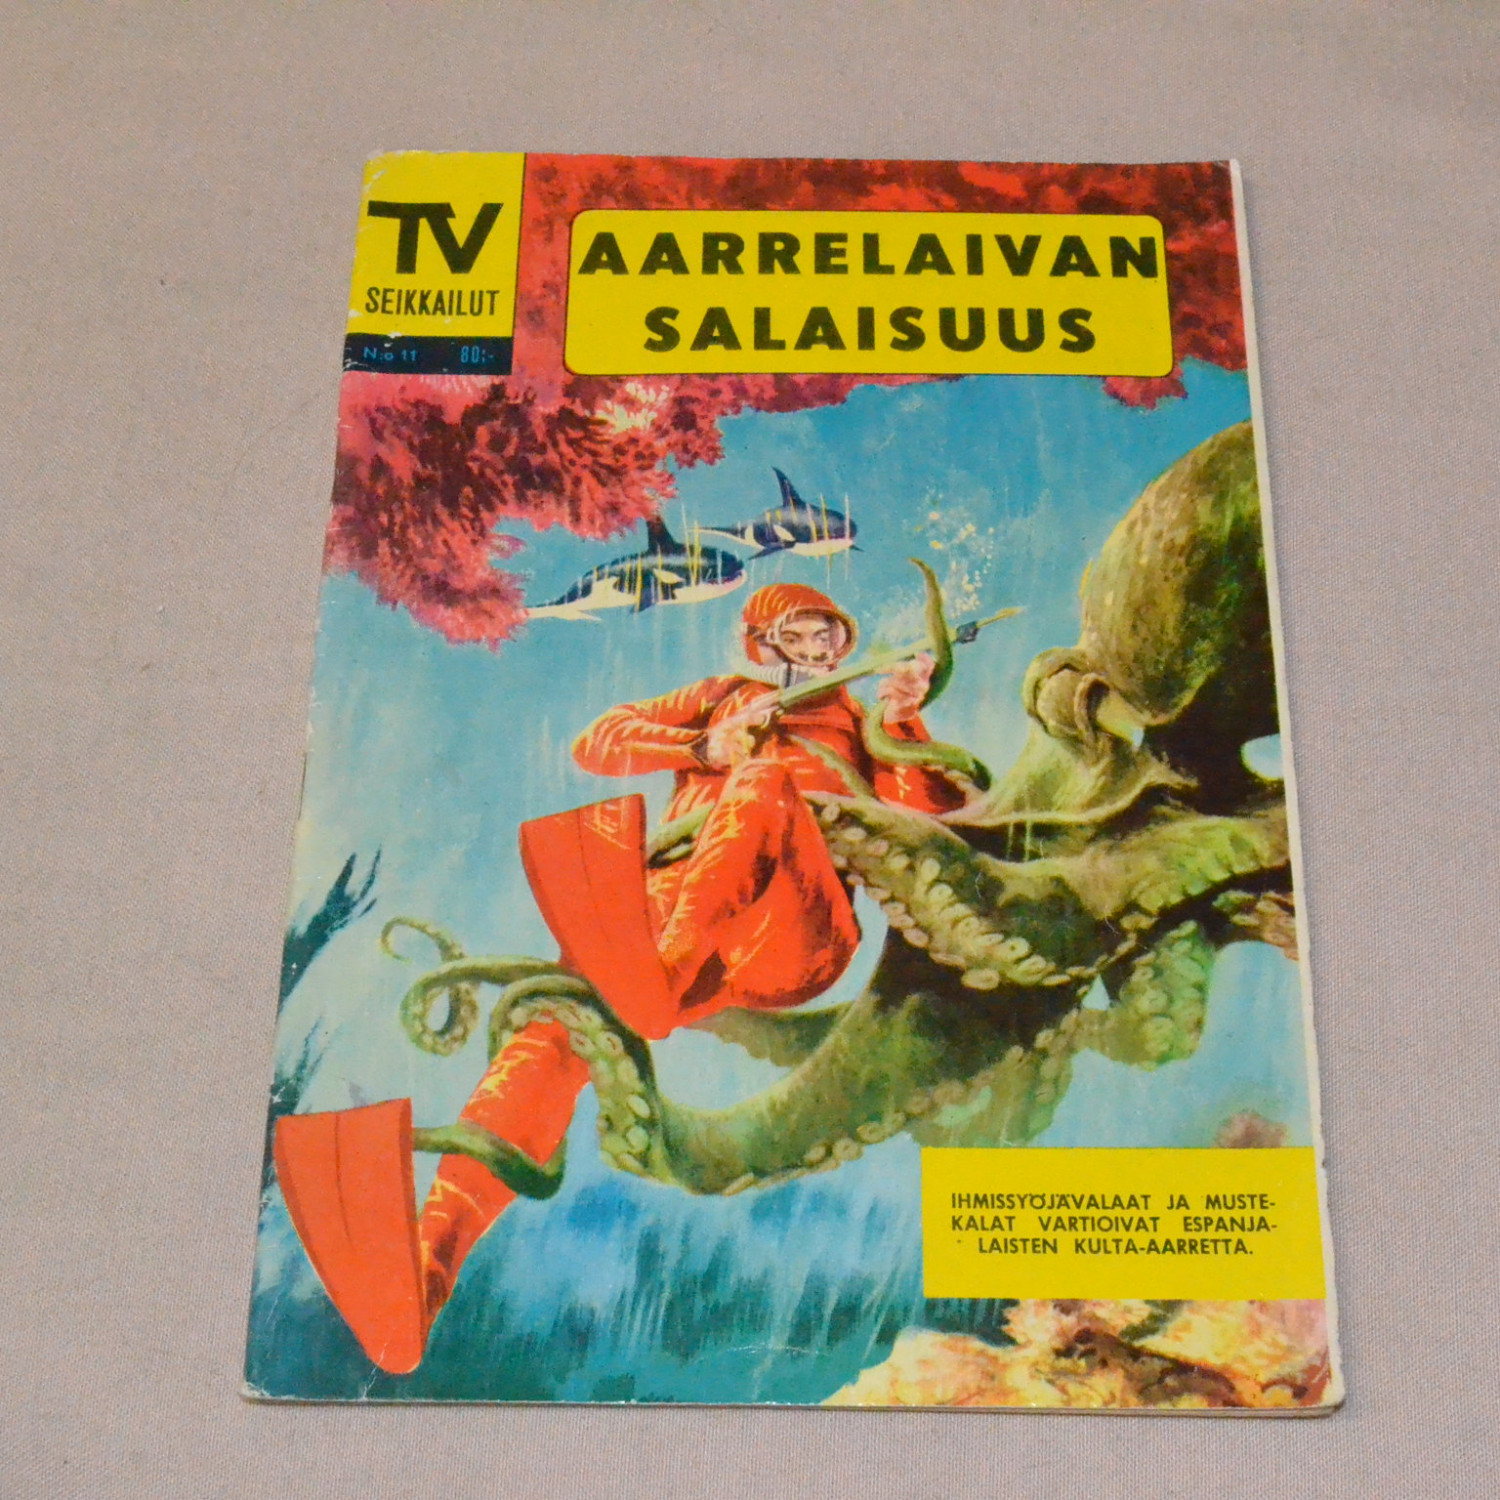 TV
SEIKKAILUT
N:o 11 80:-
AARRELAIVAN
SALAISUUS
IHMISSYÖJÄVALAAT JA MUSTE-
KALAT VARTIOIVAT ESPANJA-
LAISTEN KULTA-AARRETTA.